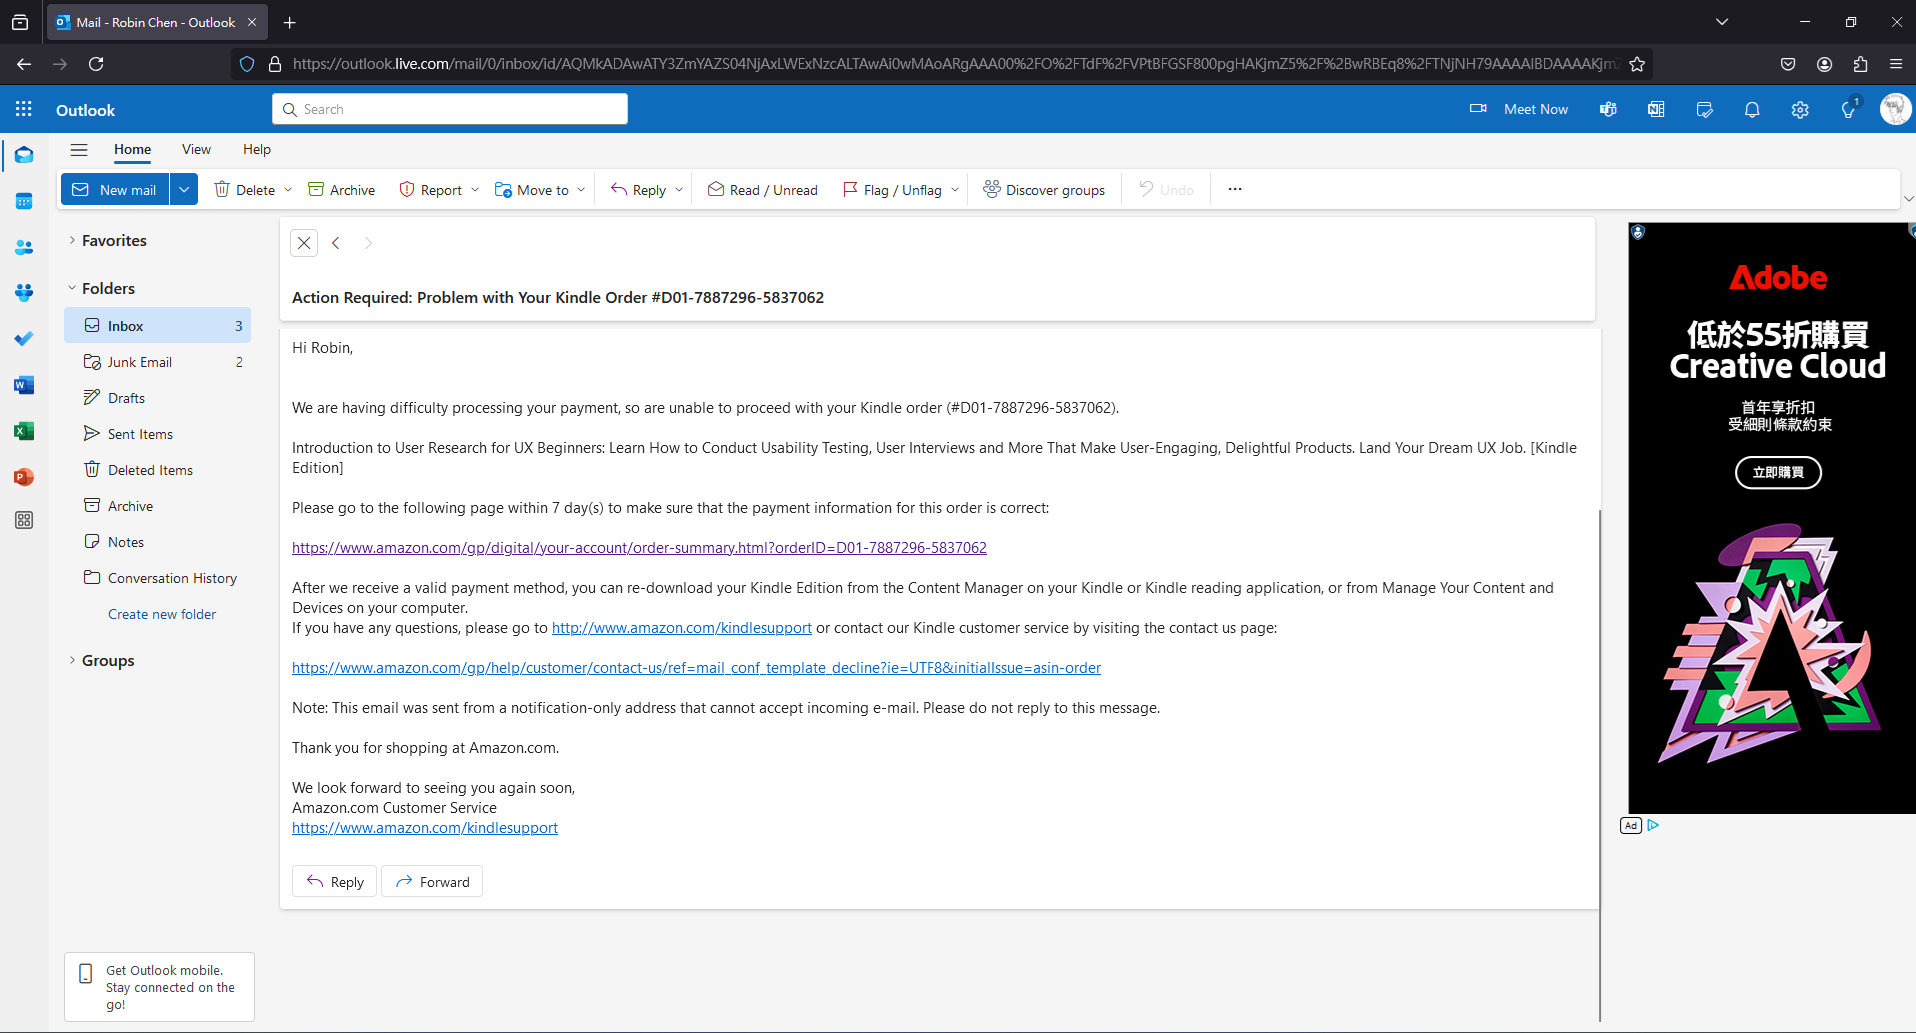 Mail - Robin Chen - Outlook
https://outlook.live.com/mail/0/inbox/id/AQMkADAwATY3ZmYAZS04NjAxLWExNzcALTAwAi0wMAoARgAAA00%2FO%2FTdF%2FVPtBFGSF800pgHAKjmZ5%2F%2BwRBEq8%2FTNjNH79AAAAIBDAAAAKjmZ
Outlook
Search
Meet Now
1
Home View Help
New mail Delete Archive Report Move to Reply Read / Unread Flag / Unflag Discover groups Undo ...
Favorites
Folders
Inbox 3
Junk Email 2
Drafts
Sent Items
Deleted Items
Archive
Notes
Conversation History
Create new folder
Groups
Get Outlook mobile.
Stay connected on the
go!
Action Required: Problem with Your Kindle Order #D01-7887296-5837062
Hi Robin,
We are having difficulty processing your payment, so are unable to proceed with your Kindle order (#D01-7887296-5837062).
Introduction to User Research for UX Beginners: Learn How to Conduct Usability Testing, User Interviews and More That Make User-Engaging, Delightful Products. Land Your Dream UX Job. [Kindle
Edition]
Please go to the following page within 7 day(s) to make sure that the payment information for this order is correct:
https://www.amazon.com/gp/digital/your-account/order-summary.html?orderID=D01-7887296-5837062
After we receive a valid payment method, you can re-download your Kindle Edition from the Content Manager on your Kindle or Kindle reading application, or from Manage Your Content and
Devices on your computer.
If you have any questions, please go to http://www.amazon.com/kindlesupport or contact our Kindle customer service by visiting the contact us page:
https://www.amazon.com/gp/help/customer/contact-us/ref=mail_conf_template_decline?ie=UTF8&initialIssue=asin-order
Note: This email was sent from a notification-only address that cannot accept incoming e-mail. Please do not reply to this message.
Thank you for shopping at Amazon.com.
We look forward to seeing you again soon,
Amazon.com Customer Service
https://www.amazon.com/kindlesupport
Reply Forward
Adobe
低於55折購買
Creative Cloud
首年享折扣
受細則條款約束
立即購買
Ad